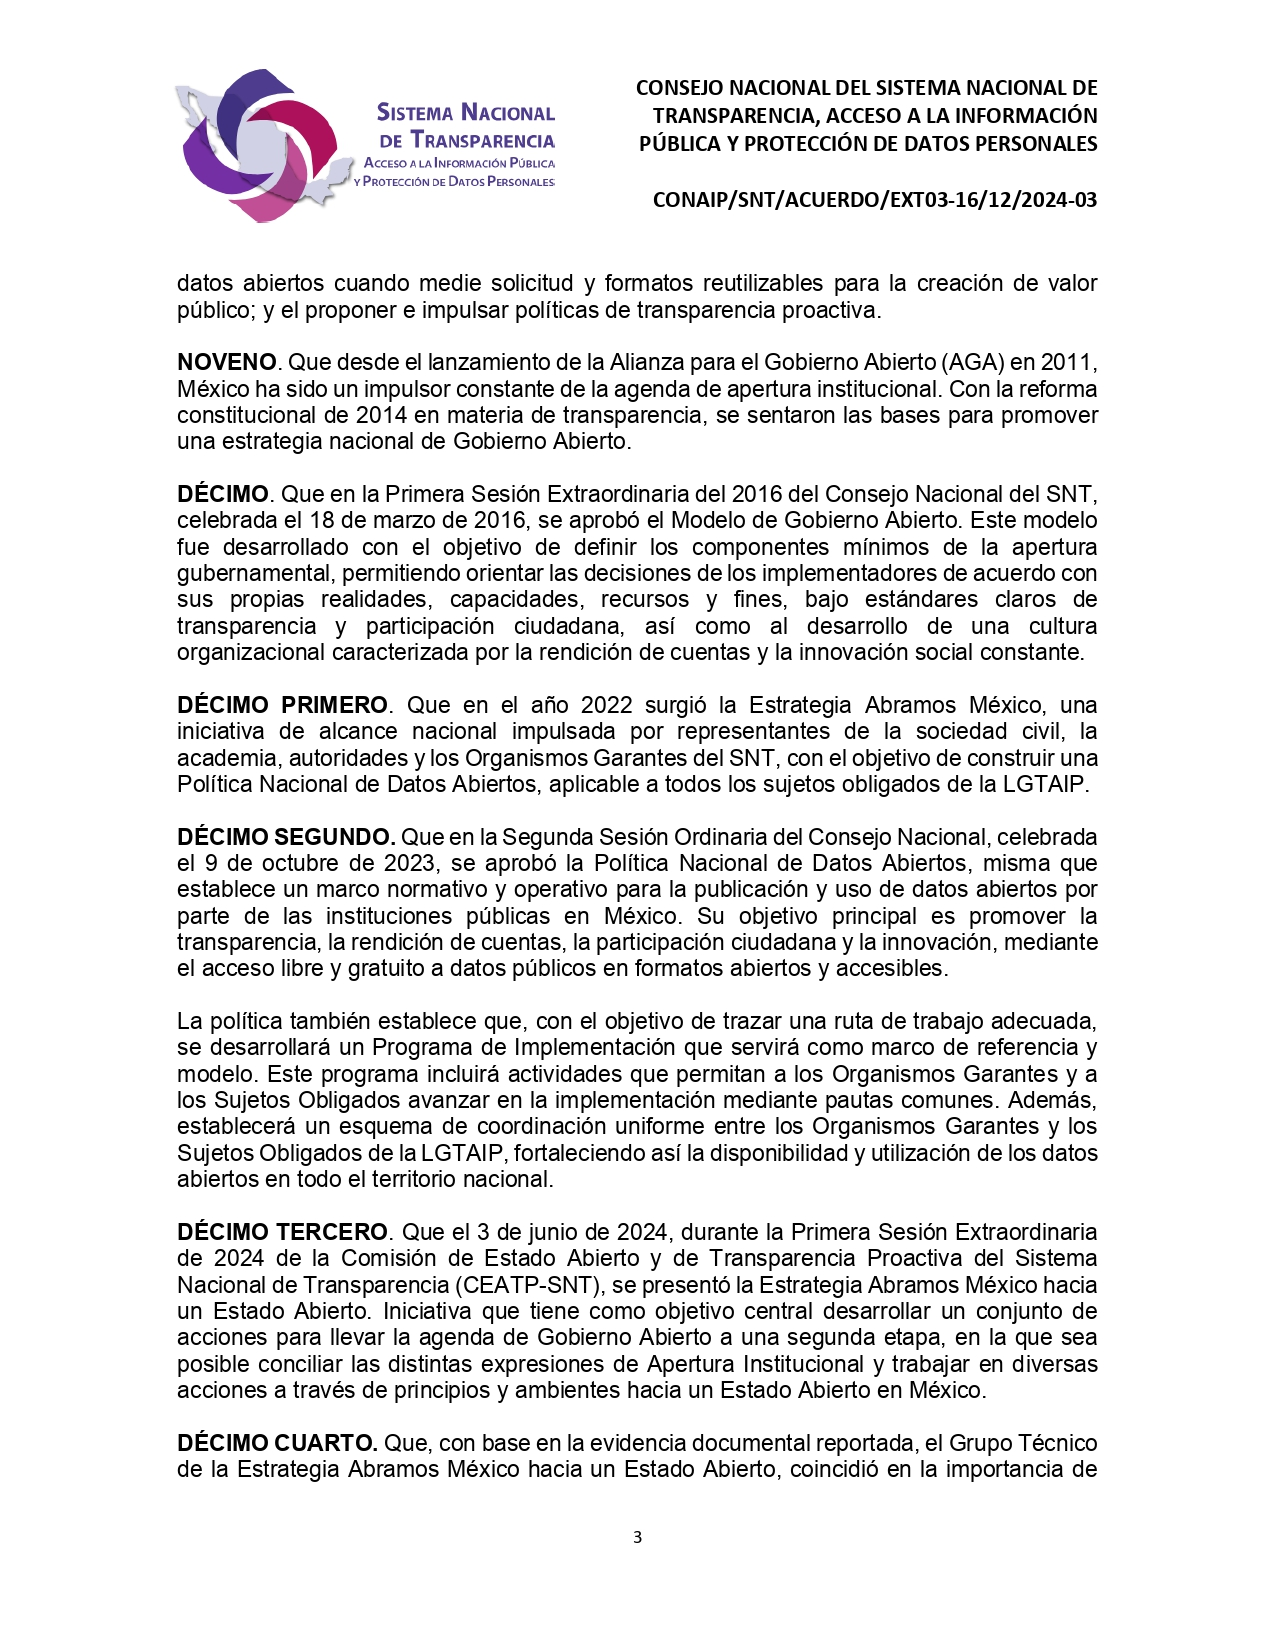 SISTEMA NACIONAL
DE TRANSPARENCIA
ACCESO A LA INFORMACIÓN PÚBLICA
Y PROTECCIÓN DE DATOS PERSONALES
CONSEJO NACIONAL DEL SISTEMA NACIONAL DE
TRANSPARENCIA, ACCESO A LA INFORMACIÓN
PÚBLICA Y PROTECCIÓN DE DATOS PERSONALES
CONAIP/SNT/ACUERDO/EXT03-16/12/2024-03
datos abiertos cuando medie solicitud y formatos reutilizables para la creación de valor
público; y el proponer e impulsar políticas de transparencia proactiva.
NOVENO. Que desde el lanzamiento de la Alianza para el Gobierno Abierto (AGA) en 2011,
México ha sido un impulsor constante de la agenda de apertura institucional. Con la reforma
constitucional de 2014 en materia de transparencia, se sentaron las bases para promover
una estrategia nacional de Gobierno Abierto.
DÉCIMO. Que en la Primera Sesión Extraordinaria del 2016 del Consejo Nacional del SNT,
celebrada el 18 de marzo de 2016, se aprobó el Modelo de Gobierno Abierto. Este modelo
fue desarrollado con el objetivo de definir los componentes mínimos de la apertura
gubernamental, permitiendo orientar las decisiones de los implementadores de acuerdo con
sus propias realidades, capacidades, recursos y fines, bajo estándares claros de
transparencia y participación ciudadana, así como al desarrollo de una cultura
organizacional caracterizada por la rendición de cuentas y la innovación social constante.
DÉCIMO PRIMERO. Que en el año 2022 surgió la Estrategia Abramos México, una
iniciativa de alcance nacional impulsada por representantes de la sociedad civil, la
academia, autoridades y los Organismos Garantes del SNT, con el objetivo de construir una
Política Nacional de Datos Abiertos, aplicable a todos los sujetos obligados de la LGTAIP.
DÉCIMO SEGUNDO. Que en la Segunda Sesión Ordinaria del Consejo Nacional, celebrada
el 9 de octubre de 2023, se aprobó la Política Nacional de Datos Abiertos, misma que
establece un marco normativo y operativo para la publicación y uso de datos abiertos por
parte de las instituciones públicas en México. Su objetivo principal es promover la
transparencia, la rendición de cuentas, la participación ciudadana y la innovación, mediante
el acceso libre y gratuito a datos públicos en formatos abiertos y accesibles.
La política también establece que, con el objetivo de trazar una ruta de trabajo adecuada,
se desarrollará un Programa de Implementación que servirá como marco de referencia y
modelo. Este programa incluirá actividades que permitan a los Organismos Garantes y a
los Sujetos Obligados avanzar en la implementación mediante pautas comunes. Además,
establecerá un esquema de coordinación uniforme entre los Organismos Garantes y los
Sujetos Obligados de la LGTAIP, fortaleciendo así la disponibilidad y utilización de los datos
abiertos en todo el territorio nacional.
DÉCIMO TERCERO. Que el 3 de junio de 2024, durante la Primera Sesión Extraordinaria
de 2024 de la Comisión de Estado Abierto y de Transparencia Proactiva del Sistema
Nacional de Transparencia (CEATP-SNT), se presentó la Estrategia Abramos México hacia
un Estado Abierto. Iniciativa que tiene como objetivo central desarrollar un conjunto de
acciones para llevar la agenda de Gobierno Abierto a una segunda etapa, en la que sea
posible conciliar las distintas expresiones de Apertura Institucional y trabajar en diversas
acciones a través de principios y ambientes hacia un Estado Abierto en México.
DÉCIMO CUARTO. Que, con base en la evidencia documental reportada, el Grupo Técnico
de la Estrategia Abramos México hacia un Estado Abierto, coincidió en la importancia de
3